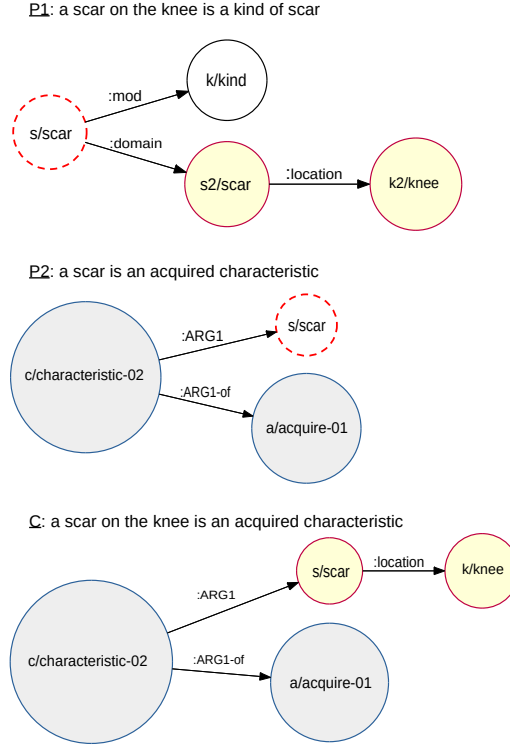 P1: a scar on the knee is a kind of scar
:mod
k/kind
s/scar
:domain
s2/scar
:location
k2/knee
P2: a scar is an acquired characteristic
:ARG1
s/scar
c/characteristic-02
:ARG1-of
a/acquire-01
C: a scar on the knee is an acquired characteristic
:ARG1
s/scar
:location
k/knee
c/characteristic-02
:ARG1-of
a/acquire-01